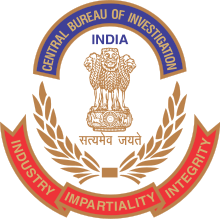 CENTRAL BUREAU OF INVESTIGATION
INDIA
सत्यमेव जयते
INDUSTRY IMPARTIALITY INTEGRITY